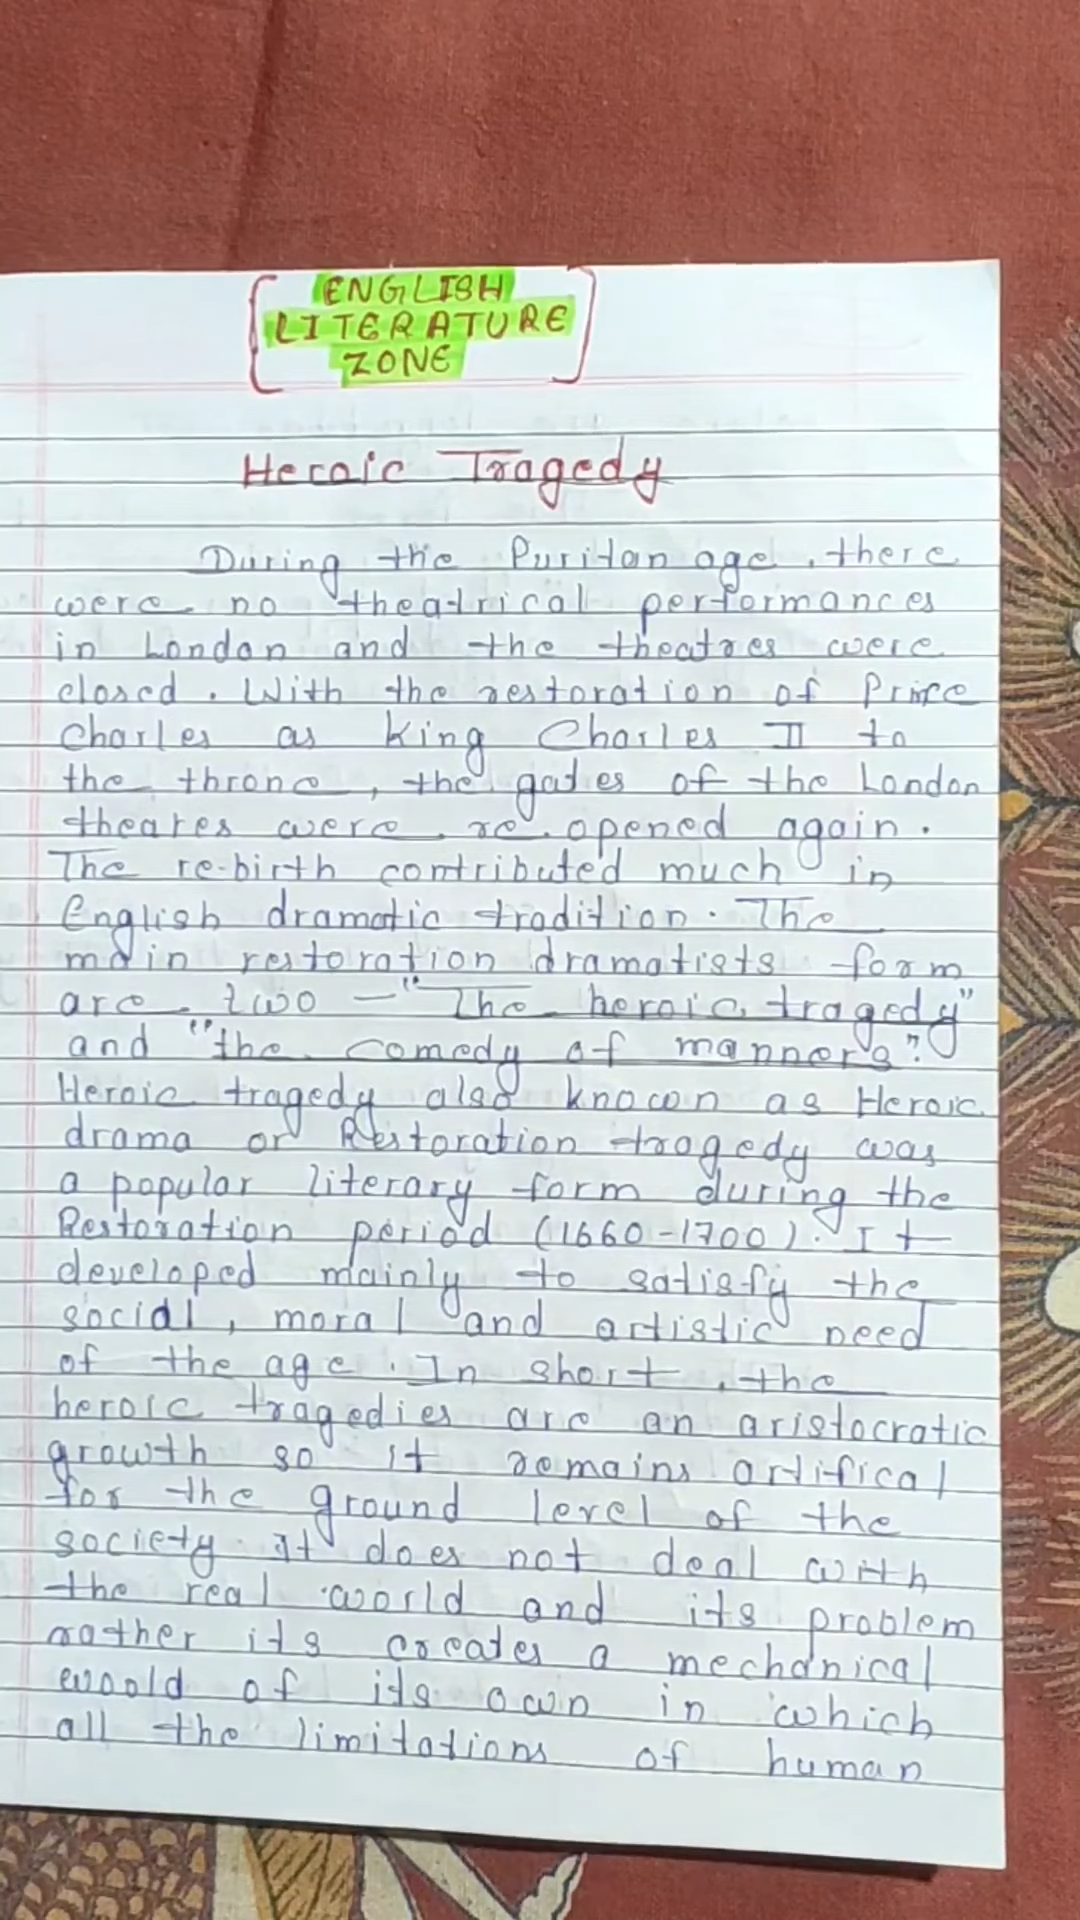 ENGLISH
LITERATURE
ZONE
Heroic Tragedy
During the Puritan age, there
were no theatrical performances
in London and the theatres were
closed. With the restoration of Prince
Charles as King Charles II to
the throne, the gates of the London
theares were re-opened again.
The re-birth contributed much in
English dramatic tradition. The
main restoration dramatists form
are two - "The heroic tragedy"
and "the comedy of manners".
Heroic tragedy also known as Heroic
drama or Restoration tragedy was
a popular literary form during the
Restoration period (1660-1700). It
developed mainly to satisfy the
social, moral and artistic need
of the age. In short, the
heroic tragedies are an aristocratic
growth so it remains artifical
for the ground level of the
society. It does not deal with
the real world and its problem
rather its creates a mechanical
woold of its own in which
all the limitations of human